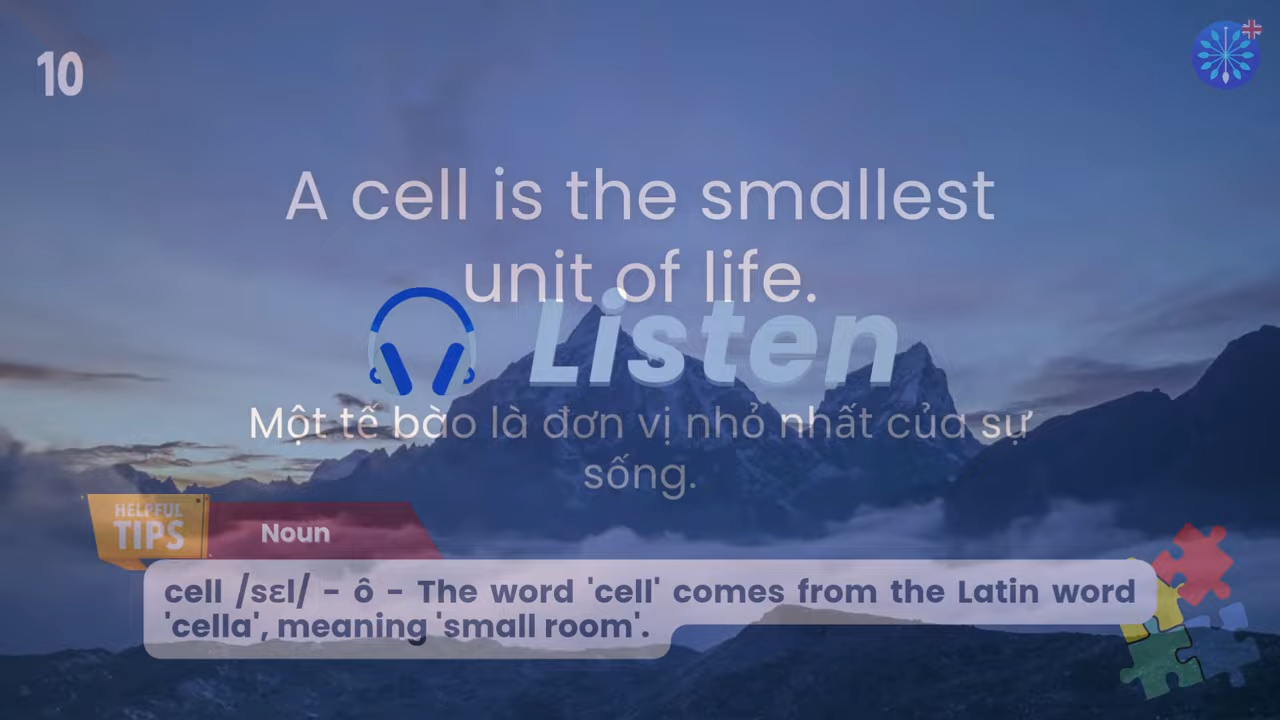 10
A cell is the smallest
unit of life.
Listen
Một tế bào là đơn vị nhỏ nhất của sự
sống.
HELPFUL
TIPS
Noun
cell /sɛl/ - ô - The word 'cell' comes from the Latin word
'cella', meaning 'small room'.